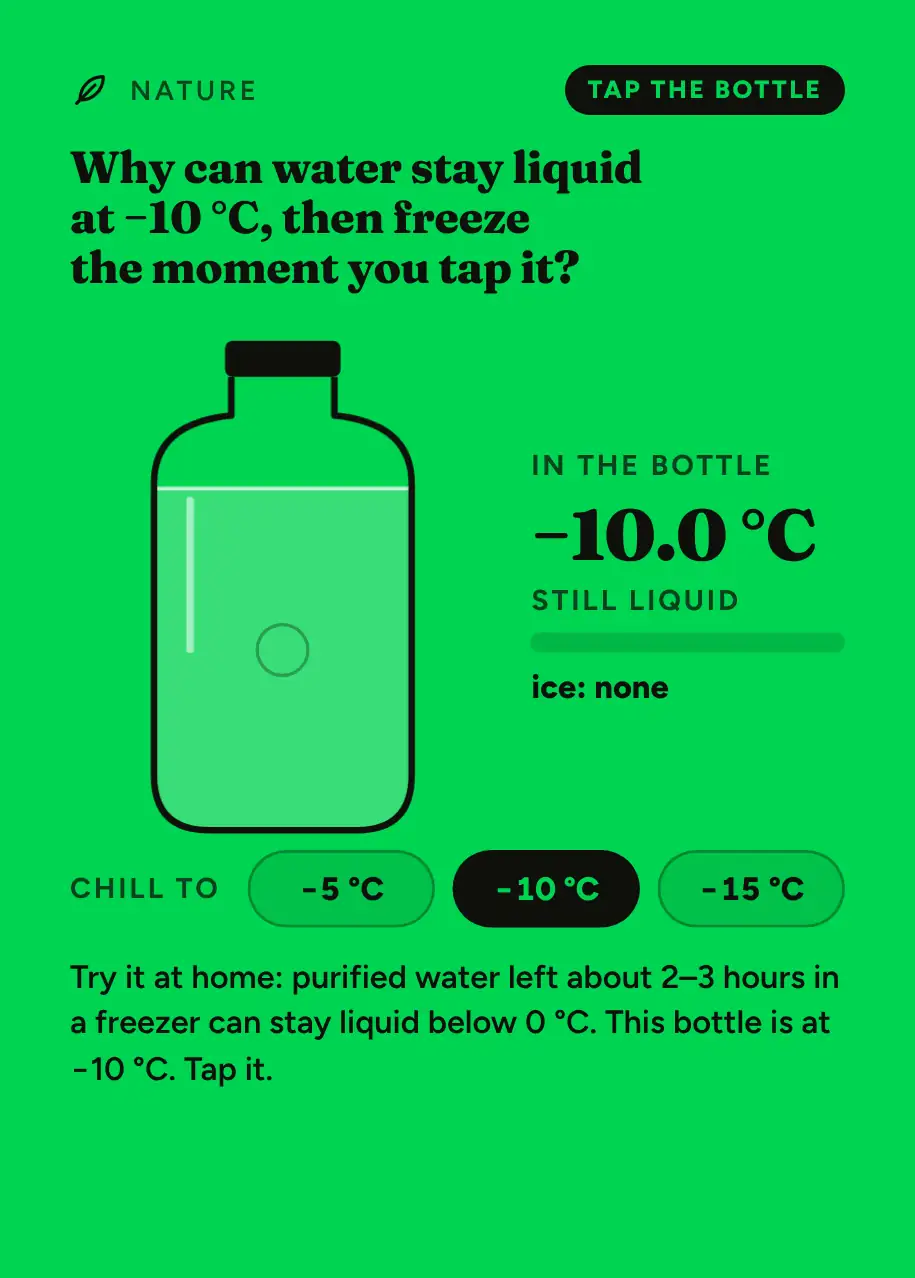 NATURE
TAP THE BOTTLE
Why can water stay liquid
at −10 °C, then freeze
the moment you tap it?
IN THE BOTTLE
−10.0 °C
STILL LIQUID
ice: none
CHILL TO
−5 °C
−10 °C
−15 °C
Try it at home: purified water left about 2–3 hours in
a freezer can stay liquid below 0 °C. This bottle is at
−10 °C. Tap it.